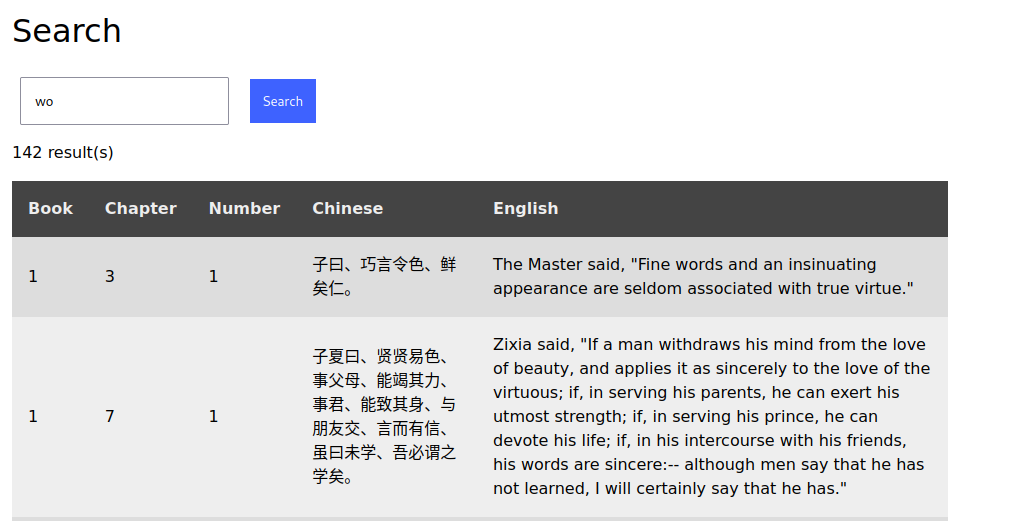 Search
wo
Search
142 result(s)
Book Chapter Number Chinese English
1 3 1
子曰、巧言令色、鲜
矣仁。
The Master said, "Fine words and an insinuating
appearance are seldom associated with true virtue."
1 7 1
子夏曰、贤贤易色、
事父母、能竭其力、
事君、能致其身、与
朋友交、言而有信、
虽曰未学、吾必谓之
学矣。
Zixia said, "If a man withdraws his mind from the love
of beauty, and applies it as sincerely to the love of the
virtuous; if, in serving his parents, he can exert his
utmost strength; if, in serving his prince, he can
devote his life; if, in his intercourse with his friends,
his words are sincere:-- although men say that he has
not learned, I will certainly say that he has."